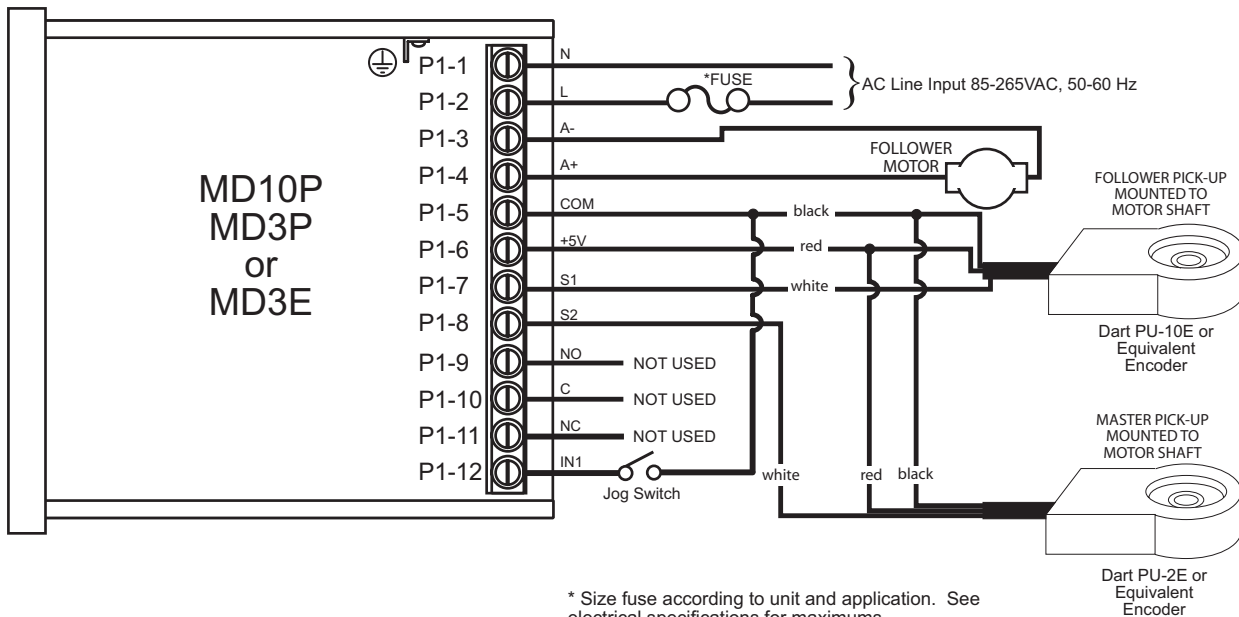 MD10P
MD3P
or
MD3E
P1-1
P1-2
P1-3
P1-4
P1-5
P1-6
P1-7
P1-8
P1-9
P1-10
P1-11
P1-12
N
L
A-
A+
COM
+5V
S1
S2
NO
C
NC
IN1
*FUSE
AC Line Input 85-265VAC, 50-60 Hz
FOLLOWER
MOTOR
black
red
white
NOT USED
NOT USED
NOT USED
Jog Switch
white
red
black
FOLLOWER PICK-UP
MOUNTED TO
MOTOR SHAFT
Dart PU-10E or
Equivalent
Encoder
MASTER PICK-UP
MOUNTED TO
MOTOR SHAFT
Dart PU-2E or
Equivalent
Encoder
* Size fuse according to unit and application. See
electrical specifications for maximums